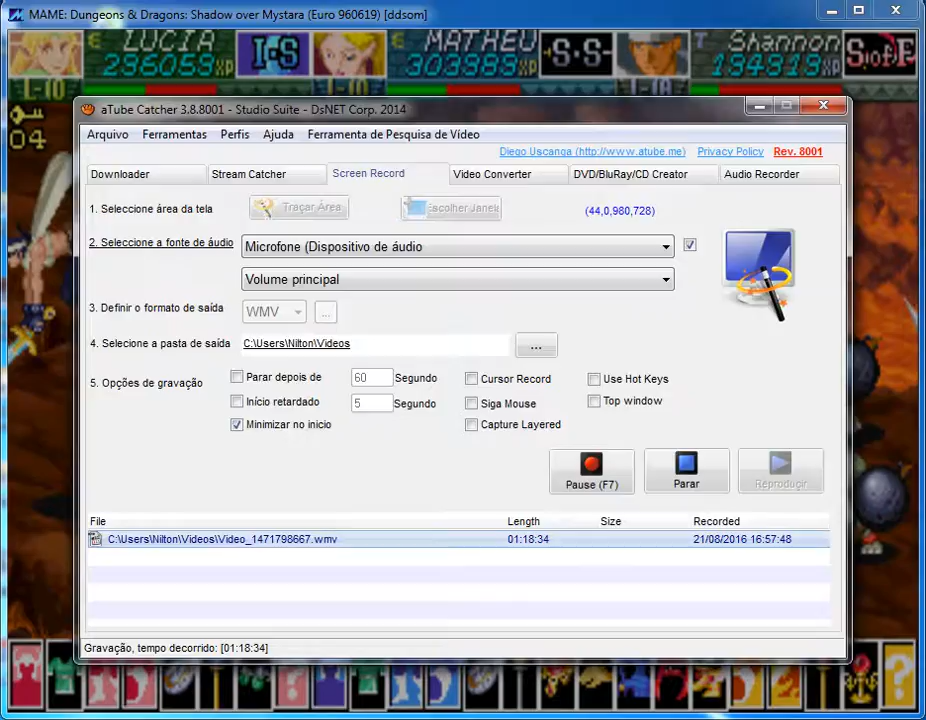 MAME: Dungeons & Dragons: Shadow over Mystara (Euro 960619) [ddsom]
LUCIA
MATHEU
Shannon
236059XP
303889XP
194819XP
04
aTube Catcher 3.8.8001 - Studio Suite - DsNET Corp. 2014
Arquivo Ferramentas Perfis Ajuda Ferramenta de Pesquisa de Vídeo
Diego Uscanga (http://www.atube.me) Privacy Policy Rev. 8001
Downloader Stream Catcher Screen Record Video Converter DVD/BluRay/CD Creator Audio Recorder
1. Seleccione área da tela Traçar Área Escolher Janek (44,0,980,728)
2. Seleccione a fonte de áudio Microfone (Dispositivo de áudio
Volume principal
3. Definir o formato de saída WMV ...
4. Selecione a pasta de saída C:\Users\Nilton\Videos ...
5. Opções de gravação Parar depois de 60 Segundo Cursor Record Use Hot Keys
Início retardado 5 Segundo Siga Mouse Top window
Minimizar no inicio Capture Layered
Pause (F7) Parar Reproducir
File Length Size Recorded
C:\Users\Nilton\Videos\Video_1471798667.wmv 01:18:34 21/08/2016 16:57:48
Gravação, tempo decorrido: [01:18:34]